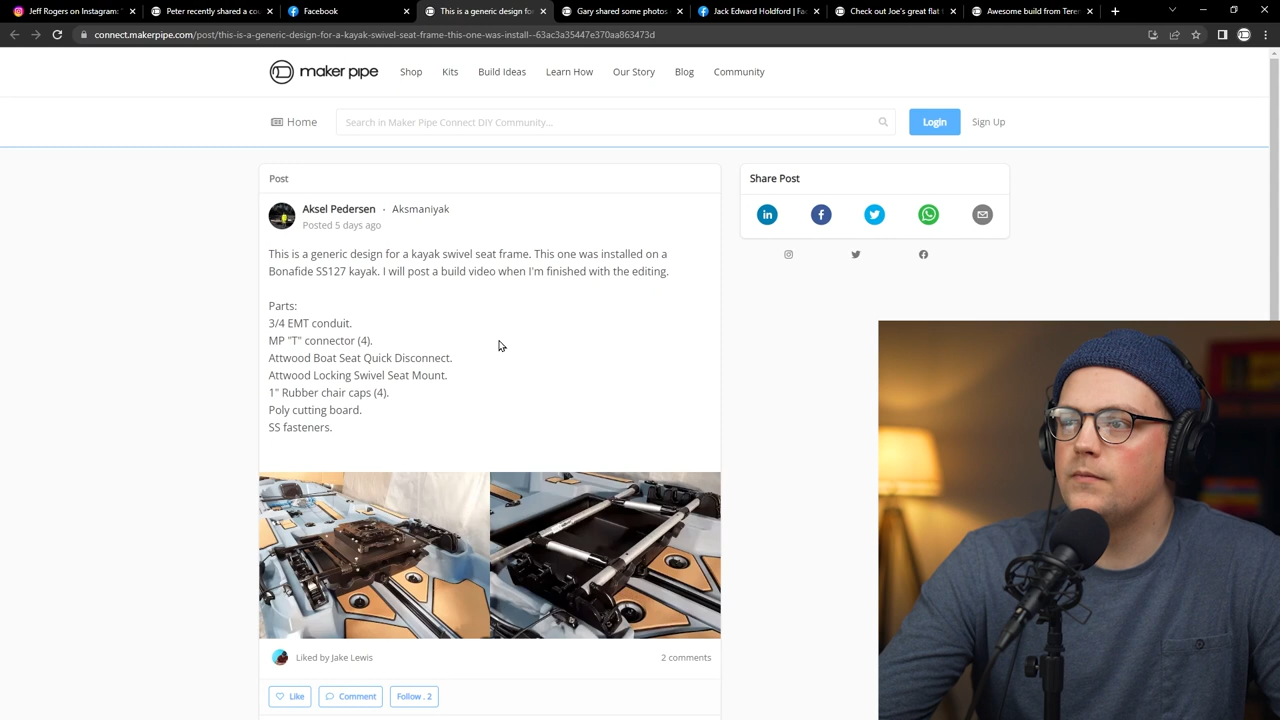 Jeff Rogers on Instagram:
Peter recently shared a co
Facebook
This is a generic design fo
Gary shared some photos
Jack Edward Holdford | Fa
Check out Joe's great flat t
Awesome build from Teren
connect.makerpipe.com/post/this-is-a-generic-design-for-a-kayak-swivel-seat-frame-this-one-was-install--63ac3a35447e370aa863473d
maker pipe
Shop
Kits
Build Ideas
Learn How
Our Story
Blog
Community
Home
Search in Maker Pipe Connect DIY Community...
Login
Sign Up
Post
Aksel Pedersen · Aksmaniyak
Posted 5 days ago
This is a generic design for a kayak swivel seat frame. This one was installed on a
Bonafide SS127 kayak. I will post a build video when I'm finished with the editing.
Parts:
3/4 EMT conduit.
MP "T" connector (4).
Attwood Boat Seat Quick Disconnect.
Attwood Locking Swivel Seat Mount.
1" Rubber chair caps (4).
Poly cutting board.
SS fasteners.
Liked by Jake Lewis
2 comments
Like
Comment
Follow . 2
Share Post